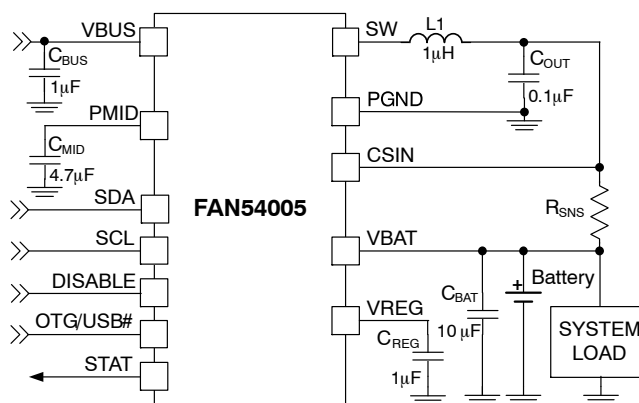 VBUS
CBUS
1µF
PMID
CMID
4.7µF
SDA
SCL
DISABLE
OTG/USB#
STAT
FAN54005
SW
L1
1µH
COUT
0.1µF
PGND
CSIN
RSNS
VBAT
Battery
+
CBAT
10 µF
VREG
CREG
1µF
SYSTEM
LOAD